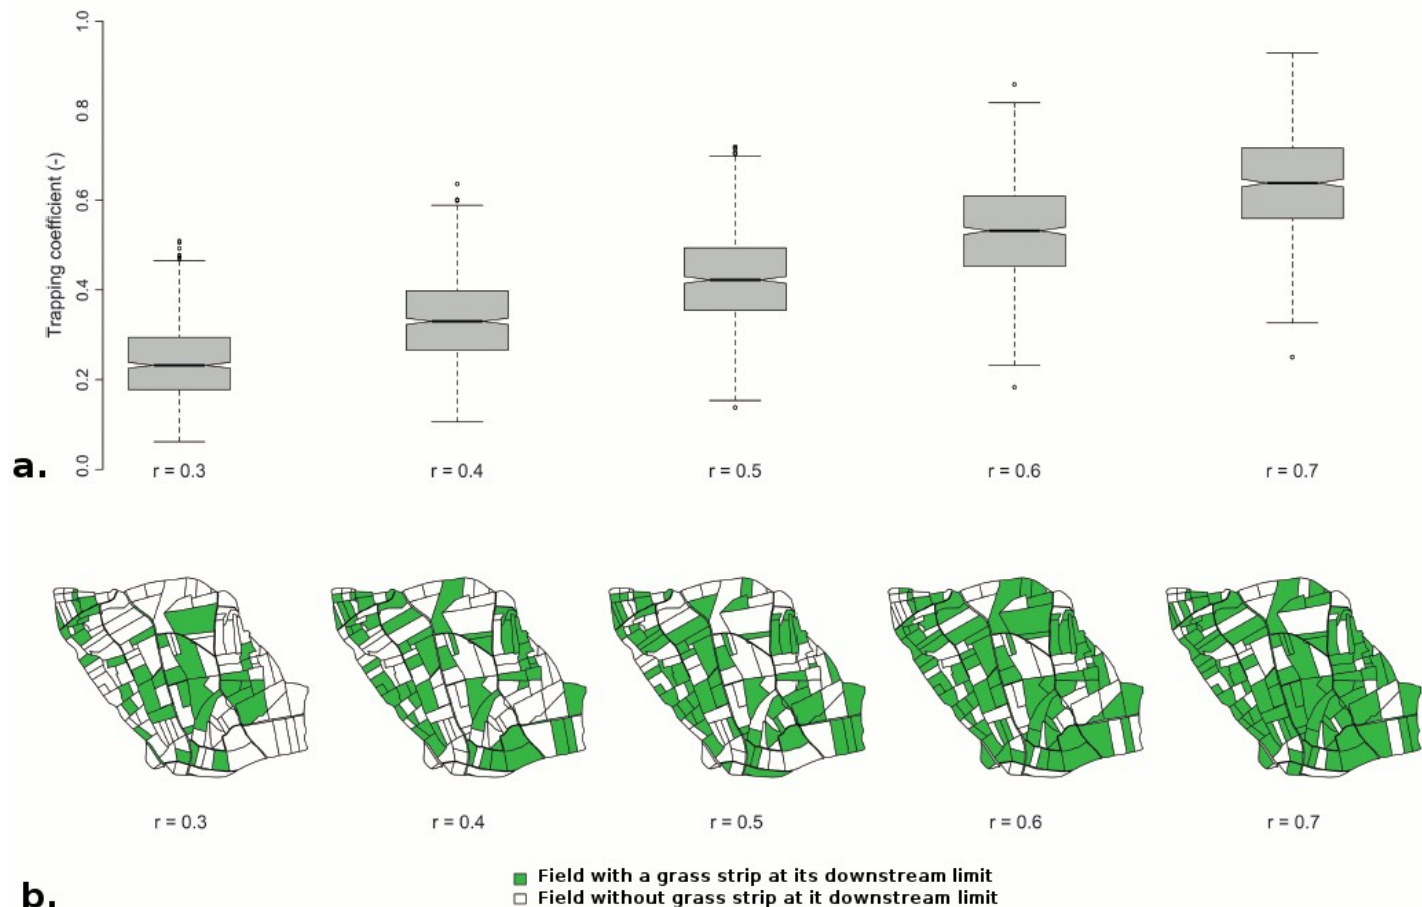 1.0
0.8
0.6
0.4
0.2
0.0
Trapping coefficient (-)
a.
r = 0.3 r = 0.4 r = 0.5 r = 0.6 r = 0.7
r = 0.3 r = 0.4 r = 0.5 r = 0.6 r = 0.7
Field with a grass strip at its downstream limit
Field without grass strip at it downstream limit
b.